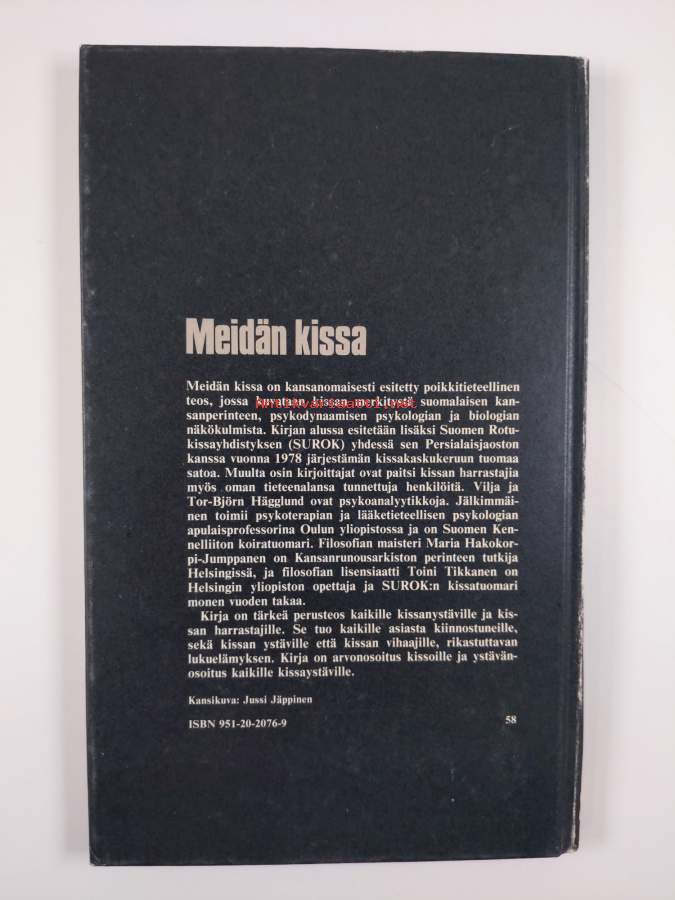 Meidän kissa
Meidän kissa on kansanomaisesti esitetty poikkitieteellinen
teos, jossa kuvataan kissan merkitystä suomalaisen kan-
antikvariaatti.net
sanperinteen, psykodynaamisen psykologian ja biologian
näkökulmista. Kirjan alussa esitetään lisäksi Suomen Rotu-
kissayhdistyksen (SUROK) yhdessä sen Persialaisjaoston
kanssa vuonna 1978 järjestämän kissakaskukeruun tuomaa
satoa. Muulta osin kirjoittajat ovat paitsi kissan harrastajia
myös oman tieteenalansa tunnettuja henkilöitä. Vilja ja
Tor-Björn Hägglund ovat psykoanalyytikkoja. Jälkimmäi-
nen toimii psykoterapian ja lääketieteellisen psykologian
apulaisprofessorina Oulun yliopistossa ja on Suomen Ken-
nelliiton koiratuomari. Filosofian maisteri Maria Hakokor-
pi-Jumppanen on Kansanrunousarkiston perinteen tutkija
Helsingissä, ja filosofian lisensiaatti Toini Tikkanen on
Helsingin yliopiston opettaja ja SUROK:n kissatuomari
monen vuoden takaa.
Kirja on tärkeä perusteos kaikille kissanystäville ja kis-
san harrastajille. Se tuo kaikille asiasta kiinnostuneille,
sekä kissan ystäville että kissan vihaajille, rikastuttavan
lukuelämyksen. Kirja on arvonosoitus kissoille ja ystävän-
osoitus kaikille kissaystäville.
Kansikuva: Jussi Jäppinen
ISBN 951-20-2076-9 58